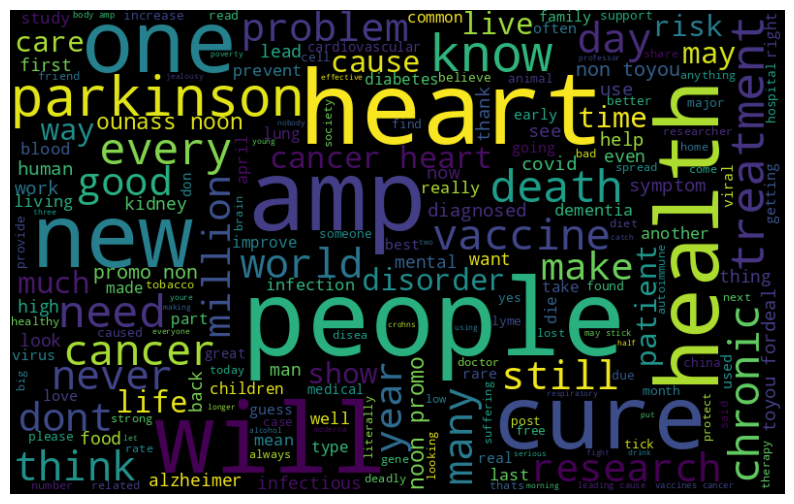 study body amp increase read common family support
care one problem live day risk right
first lead cardiovascular often share professor
friend poverty jealousy effective cause know may anything
prevent cell diabetes believe animal non toyou hospital
parkinson heart time use better major
way ounass noon lung society thank early see researcher
blood nobody find help home
human every young april cancer heart now going bad even come
work don really covid spread
living good kidney amp death symptom viral getting
provide three brain someone diagnosed dementia health treatment
new million improve best two diet catch
world mental want vaccine another
much promo non disorder make thing
high made tobacco infection yes take found patient autoimmune
healthy need youre making die lyme next toyou fordeal
look caused part everyone disea crohns using lost may stick
virus cancer great man half china used
big never today back show doctor rare due still chronic
love children medical low suffering respiratory month said
dont life strong guess case year noon promo cure protect
please food let longer literally many post free put therapy
think rate well mean alcohol moderna type gene looking real tick research
always will deadly serious fight drink last
number related alzheimer infectious thats morning leading cause vaccines cancer